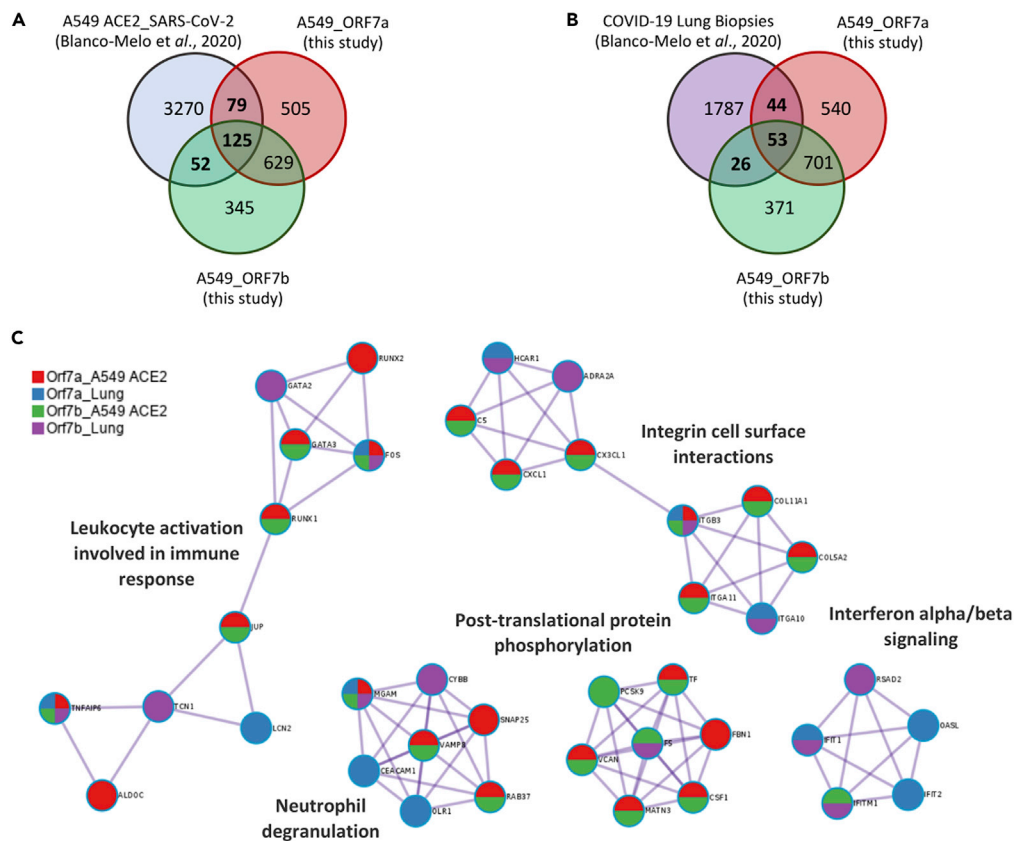 A
A549 ACE2_SARS-CoV-2
(Blanco-Melo et al., 2020)
A549_ORF7a
(this study)
3270
79
505
125
52
629
345
A549_ORF7b
(this study)
B
COVID-19 Lung Biopsies
(Blanco-Melo et al., 2020)
A549_ORF7a
(this study)
1787
44
540
53
26
701
371
A549_ORF7b
(this study)
C
Orf7a_A549 ACE2
Orf7a_Lung
Orf7b_A549 ACE2
Orf7b_Lung
RUNX2
GATA2
GATA3
FOS
RUNX1
Leukocyte activation
involved in immune
response
JUP
TNFAIP6
TCN1
LCN2
ALDOC
HCAR1
ADRA2A
C5
CX3CL1
CXCL1
Integrin cell surface
interactions
COL11A1
ITGB3
COL5A2
ITGA11
ITGA10
Neutrophil
degranulation
MGAM
CYBB
SNAP25
VAMP8
CEACAM1
RAB37
OLR1
Post-translational protein
phosphorylation
PCSK9
TF
FBN1
F5
VCAN
CSF1
MATN3
Interferon alpha/beta
signaling
RSAD2
OASL
IFIT1
IFIT2
IFITM1